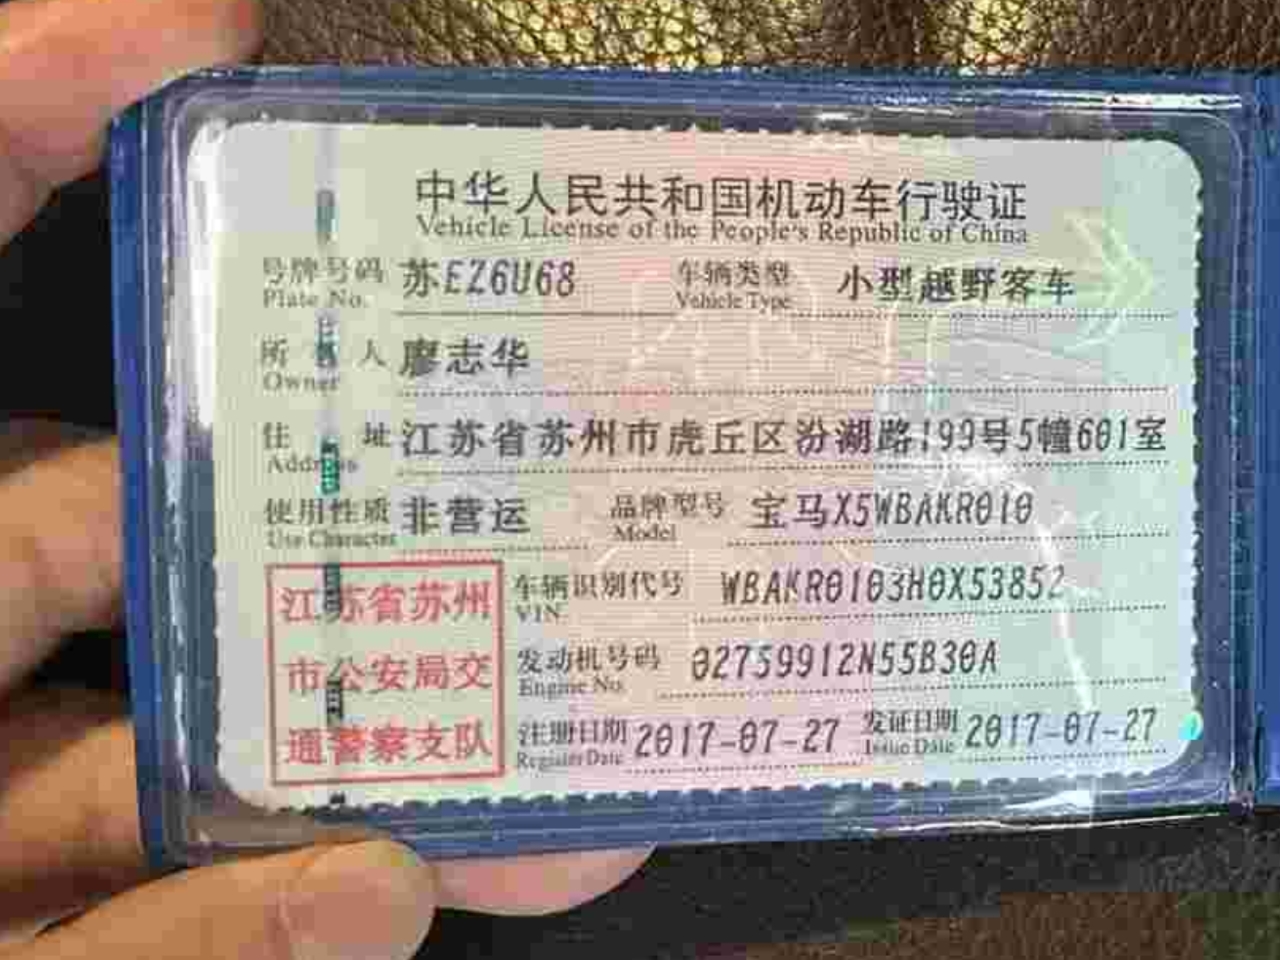 中华人民共和国机动车行驶证
Vehicle License of the People's Republic of China
号牌号码 苏EZ6U68 车辆类型 小型越野客车
Plate No. Vehicle Type
所有人 廖志华
Owner
住址 江苏省苏州市虎丘区汾湖路199号5幢601室
Address
使用性质 非营运 品牌型号 宝马X5WBAKR010
Use Character Model
江苏省苏州 车辆识别代号 WBAKR0103H0X53852
VIN
市公安局交 发动机号码 02759912N55B30A
Engine No.
通警察支队 注册日期 2017-07-27 发证日期 2017-07-27
Register Date Issue Date